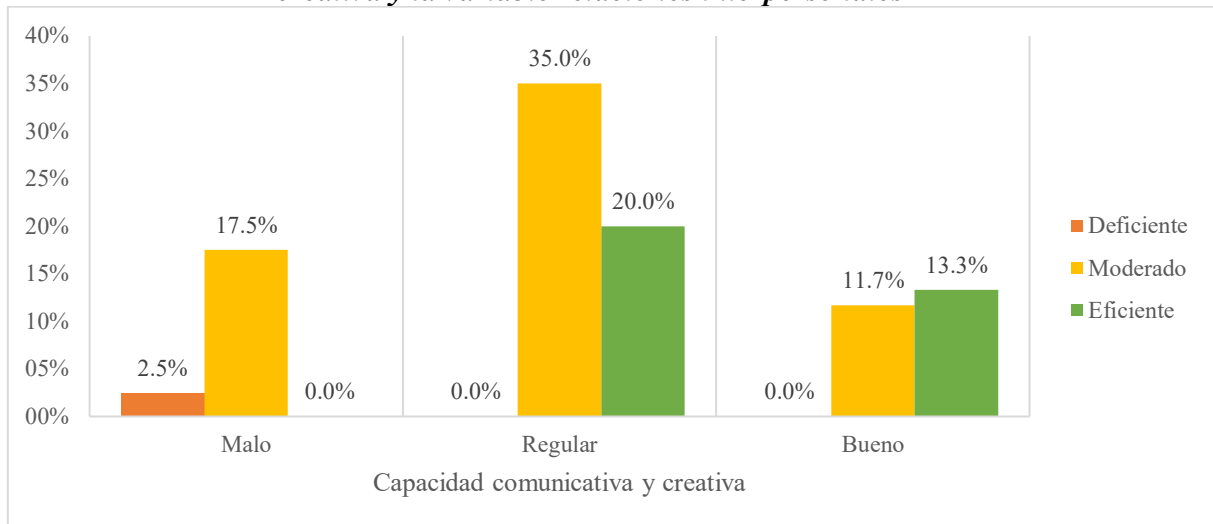 40%
35%
30%
25%
20%
15%
10%
05%
00%
2.5%
17.5%
0.0%
0.0%
35.0%
20.0%
0.0%
11.7%
13.3%
Malo
Regular
Bueno
Capacidad comunicativa y creativa
Deficiente
Moderado
Eficiente